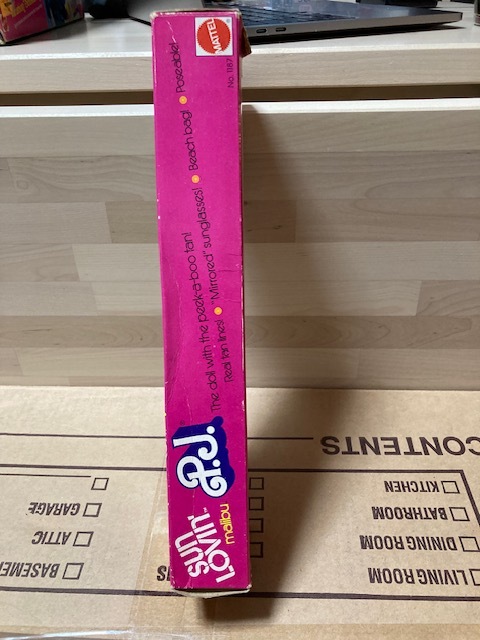 MATTEL
No. 1187
sun
LOVIN'™
malibu
P.J.
The doll with the peek-a-boo tan!
Real tan lines! • "Mirrored" sunglasses! • Beach bag! • Poseable!
CONTENTS
KITCHEN
BATHROOM
DINING ROOM
LIVING ROOM
GARAGE
ATTIC